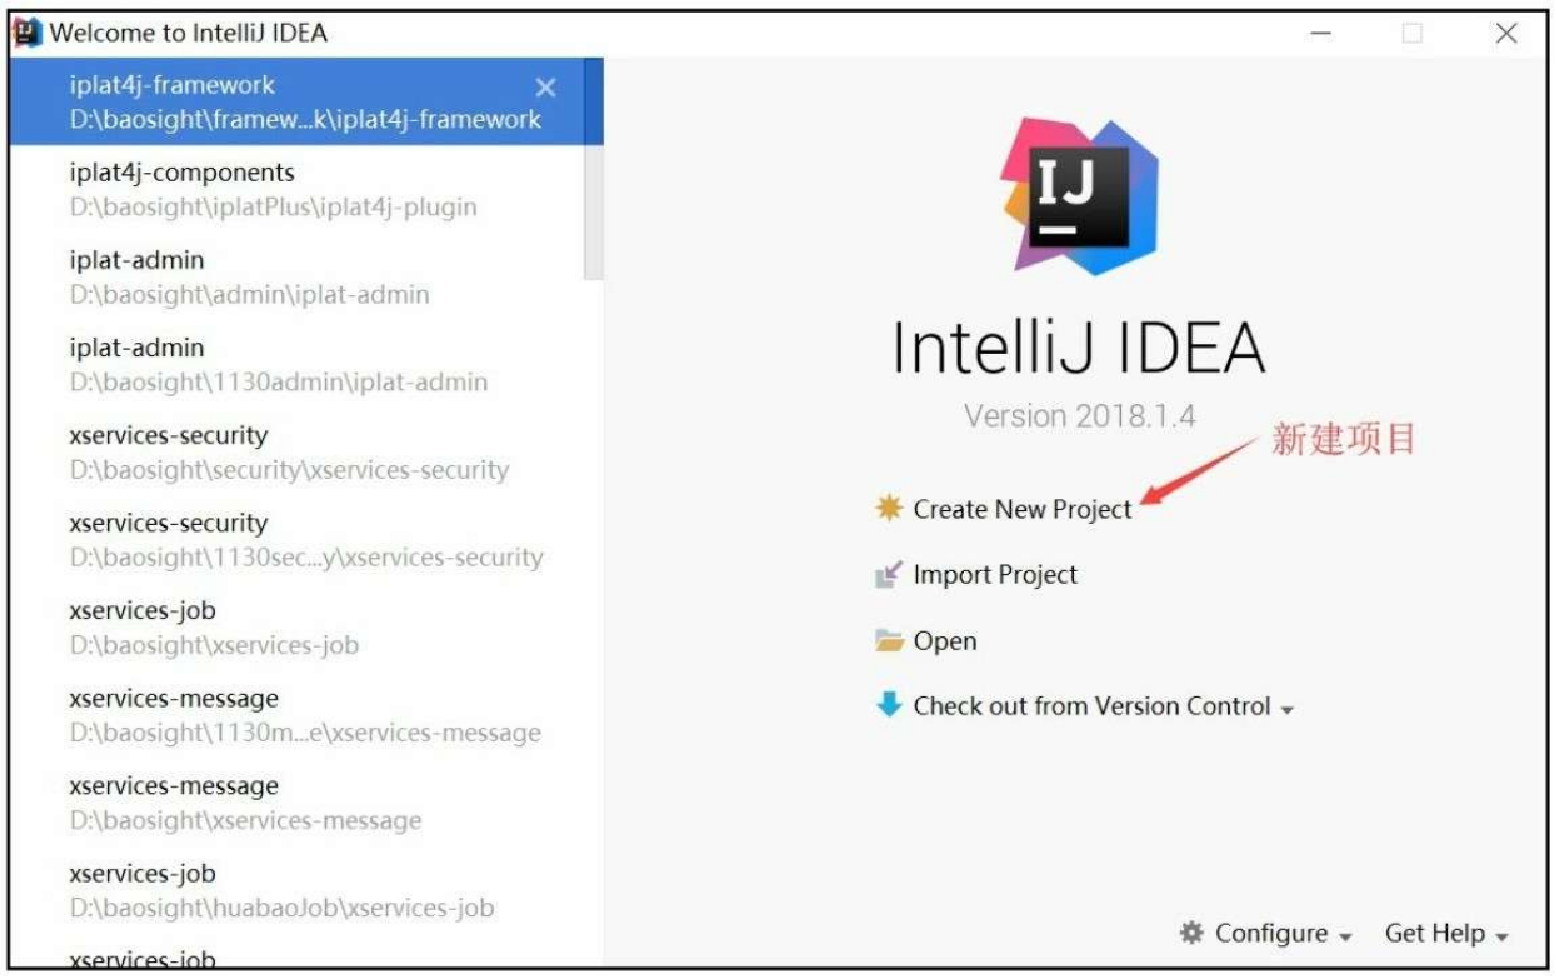 Welcome to IntelliJ IDEA
iplat4j-framework
D:\baosight\framew...k\iplat4j-framework
iplat4j-components
D:\baosight\iplatPlus\iplat4j-plugin
iplat-admin
D:\baosight\admin\iplat-admin
iplat-admin
D:\baosight\1130admin\iplat-admin
xservices-security
D:\baosight\security\xservices-security
xservices-security
D:\baosight\1130sec...y\xservices-security
xservices-job
D:\baosight\xservices-job
xservices-message
D:\baosight\1130m...e\xservices-message
xservices-message
D:\baosight\xservices-message
xservices-job
D:\baosight\huabaoJob\xservices-job
xservices-job
IJ
IntelliJ IDEA
Version 2018.1.4
新建项目
Create New Project
Import Project
Open
Check out from Version Control
Configure
Get Help